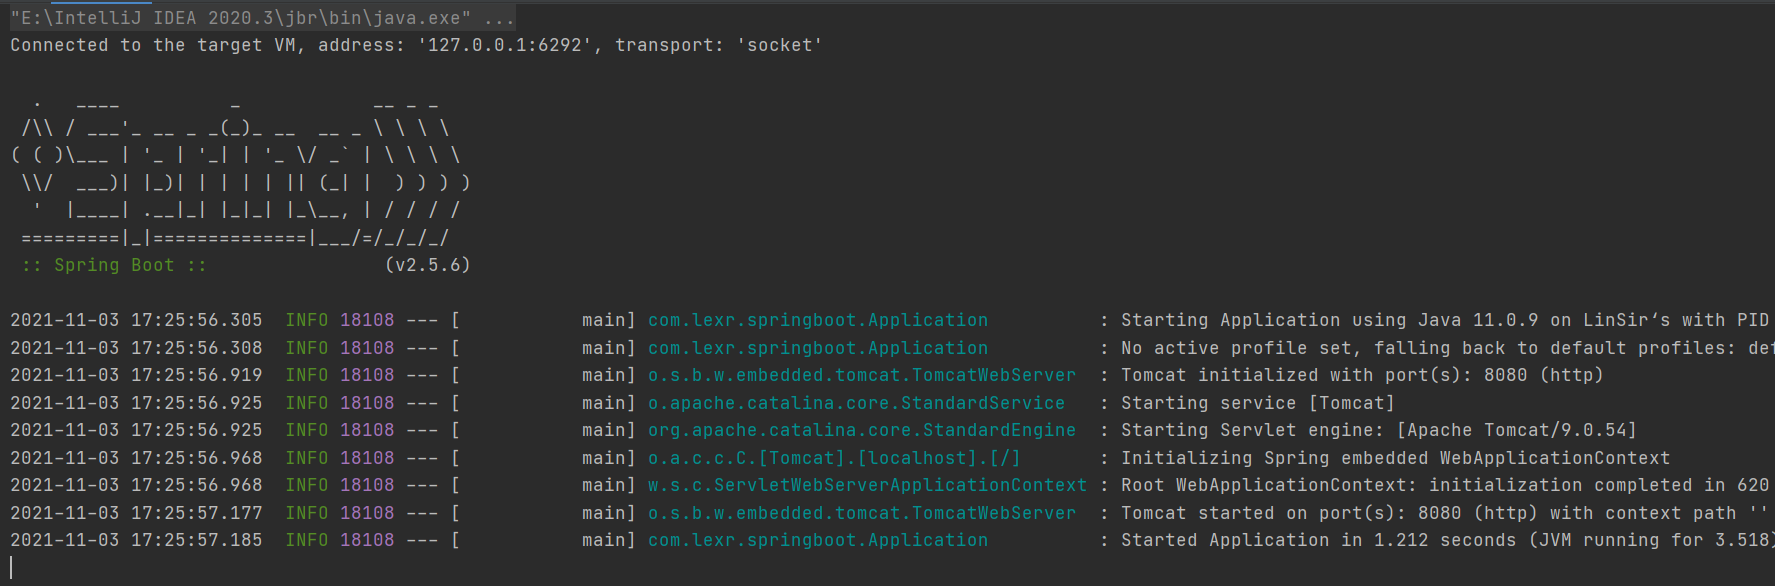 "E:\IntelliJ IDEA 2020.3\jbr\bin\java.exe" ...
Connected to the target VM, address: '127.0.0.1:6292', transport: 'socket'
  .   ____          _            __ _ _
 /\\ / ___'_ __ _ _(_)_ __  __ _ \ \ \ \
( ( )\___ | '_ | '_| | '_ \/ _` | \ \ \ \
 \\/  ___)| |_)| | | | | || (_| |  ) ) ) )
  '  |____| .__|_| |_|_| |_\__, | / / / /
 =========|_|==============|___/=/_/_/_/
 :: Spring Boot ::                (v2.5.6)
2021-11-03 17:25:56.305  INFO 18108 --- [           main] com.lexr.springboot.Application          : Starting Application using Java 11.0.9 on LinSir‘s with PID
2021-11-03 17:25:56.308  INFO 18108 --- [           main] com.lexr.springboot.Application          : No active profile set, falling back to default profiles: def
2021-11-03 17:25:56.919  INFO 18108 --- [           main] o.s.b.w.embedded.tomcat.TomcatWebServer  : Tomcat initialized with port(s): 8080 (http)
2021-11-03 17:25:56.925  INFO 18108 --- [           main] o.apache.catalina.core.StandardService   : Starting service [Tomcat]
2021-11-03 17:25:56.925  INFO 18108 --- [           main] org.apache.catalina.core.StandardEngine  : Starting Servlet engine: [Apache Tomcat/9.0.54]
2021-11-03 17:25:56.968  INFO 18108 --- [           main] o.a.c.c.C.[Tomcat].[localhost].[/]       : Initializing Spring embedded WebApplicationContext
2021-11-03 17:25:56.968  INFO 18108 --- [           main] w.s.c.ServletWebServerApplicationContext : Root WebApplicationContext: initialization completed in 620
2021-11-03 17:25:57.177  INFO 18108 --- [           main] o.s.b.w.embedded.tomcat.TomcatWebServer  : Tomcat started on port(s): 8080 (http) with context path ''
2021-11-03 17:25:57.185  INFO 18108 --- [           main] com.lexr.springboot.Application          : Started Application in 1.212 seconds (JVM running for 3.518)